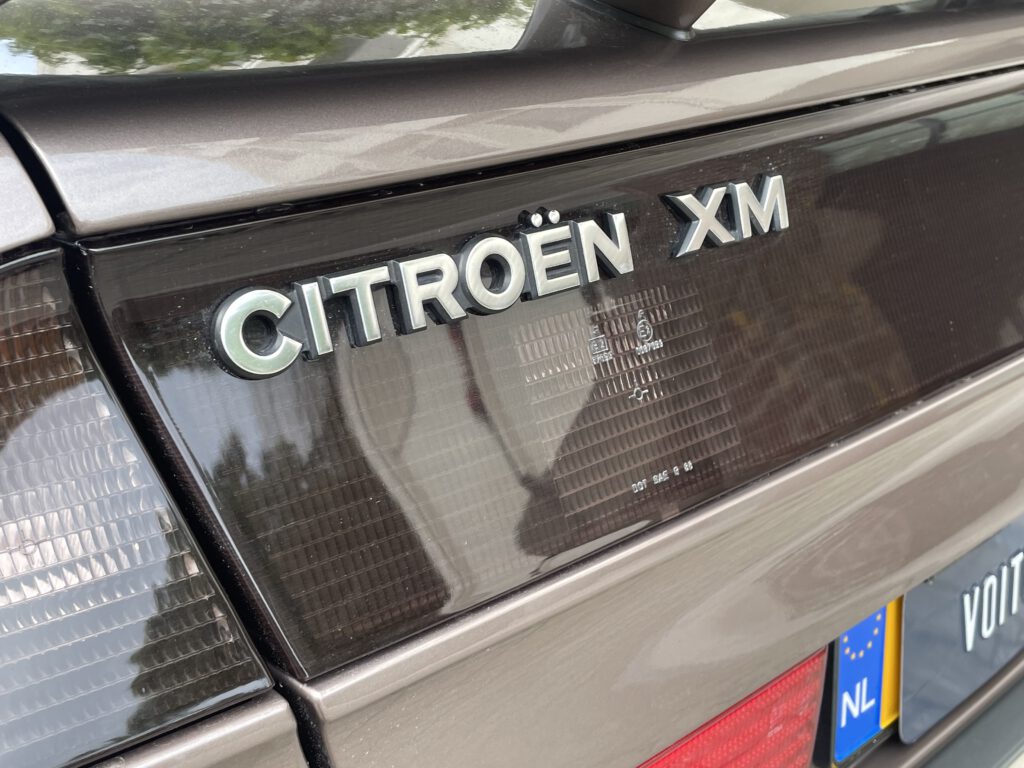 CITROËN XM
DOT SAE
NL
VOIT